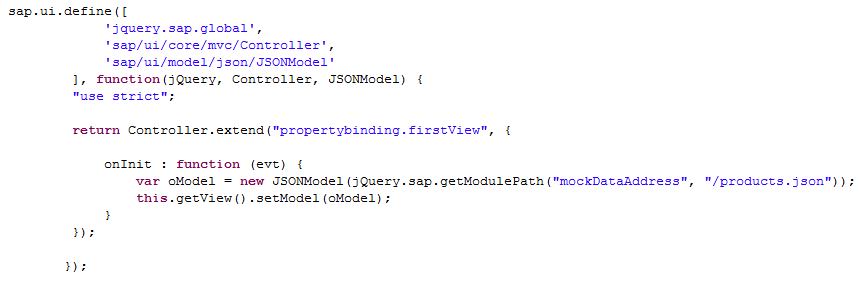 sap.ui.define([
'jquery.sap.global',
'sap/ui/core/mvc/Controller',
'sap/ui/model/json/JSONModel'
], function(jQuery, Controller, JSONModel) {
"use strict";
return Controller.extend("propertybinding.firstView", {
onInit : function (evt) {
var oModel = new JSONModel(jQuery.sap.getModulePath("mockDataAddress", "/products.json"));
this.getView().setModel(oModel);
}
});
});